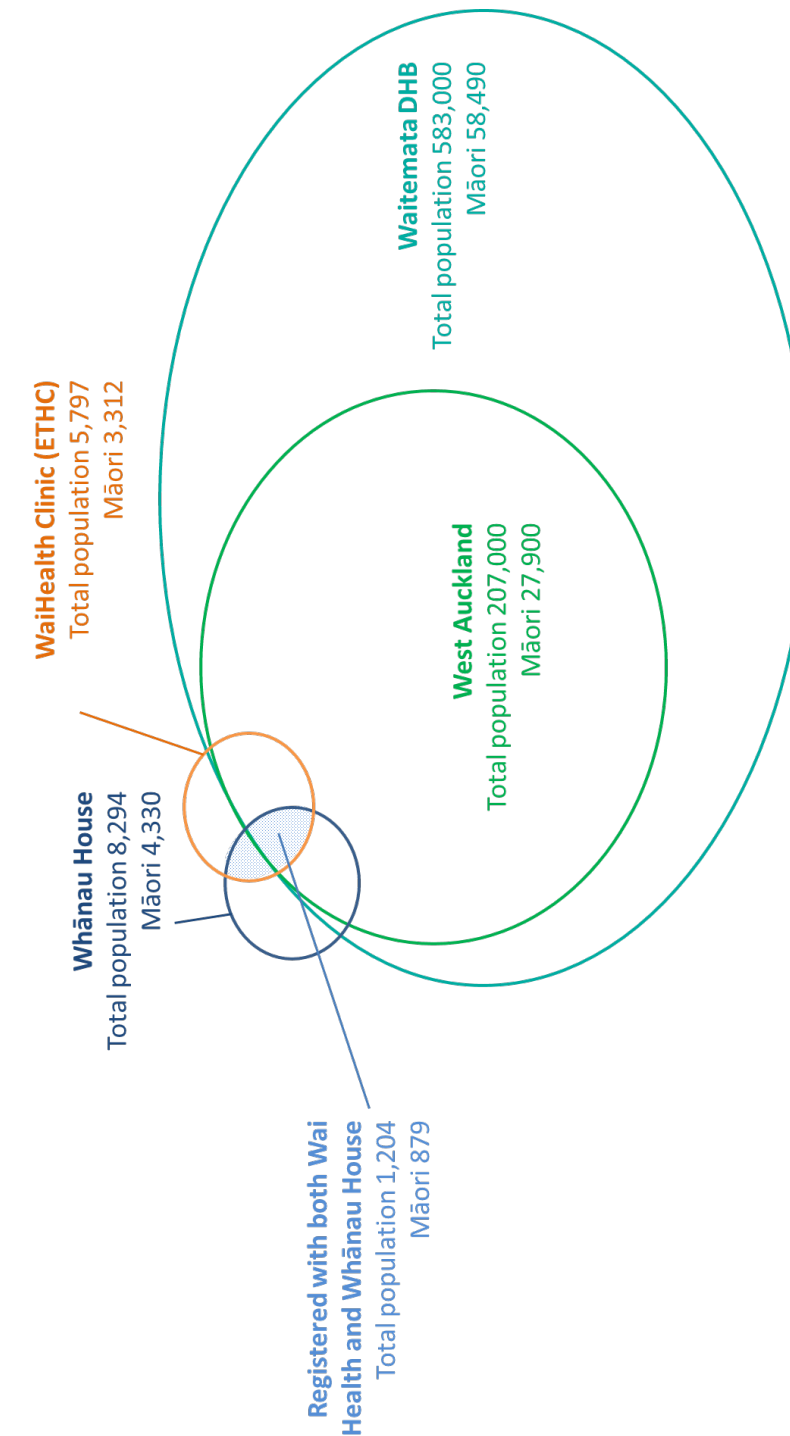 Whānau House
Total population 8,294
Māori 4,330
WaiHealth Clinic (ETHC)
Total population 5,797
Māori 3,312
Registered with both Wai
Health and Whānau House
Total population 1,204
Māori 879
West Auckland
Total population 207,000
Māori 27,900
Waitemata DHB
Total population 583,000
Māori 58,490